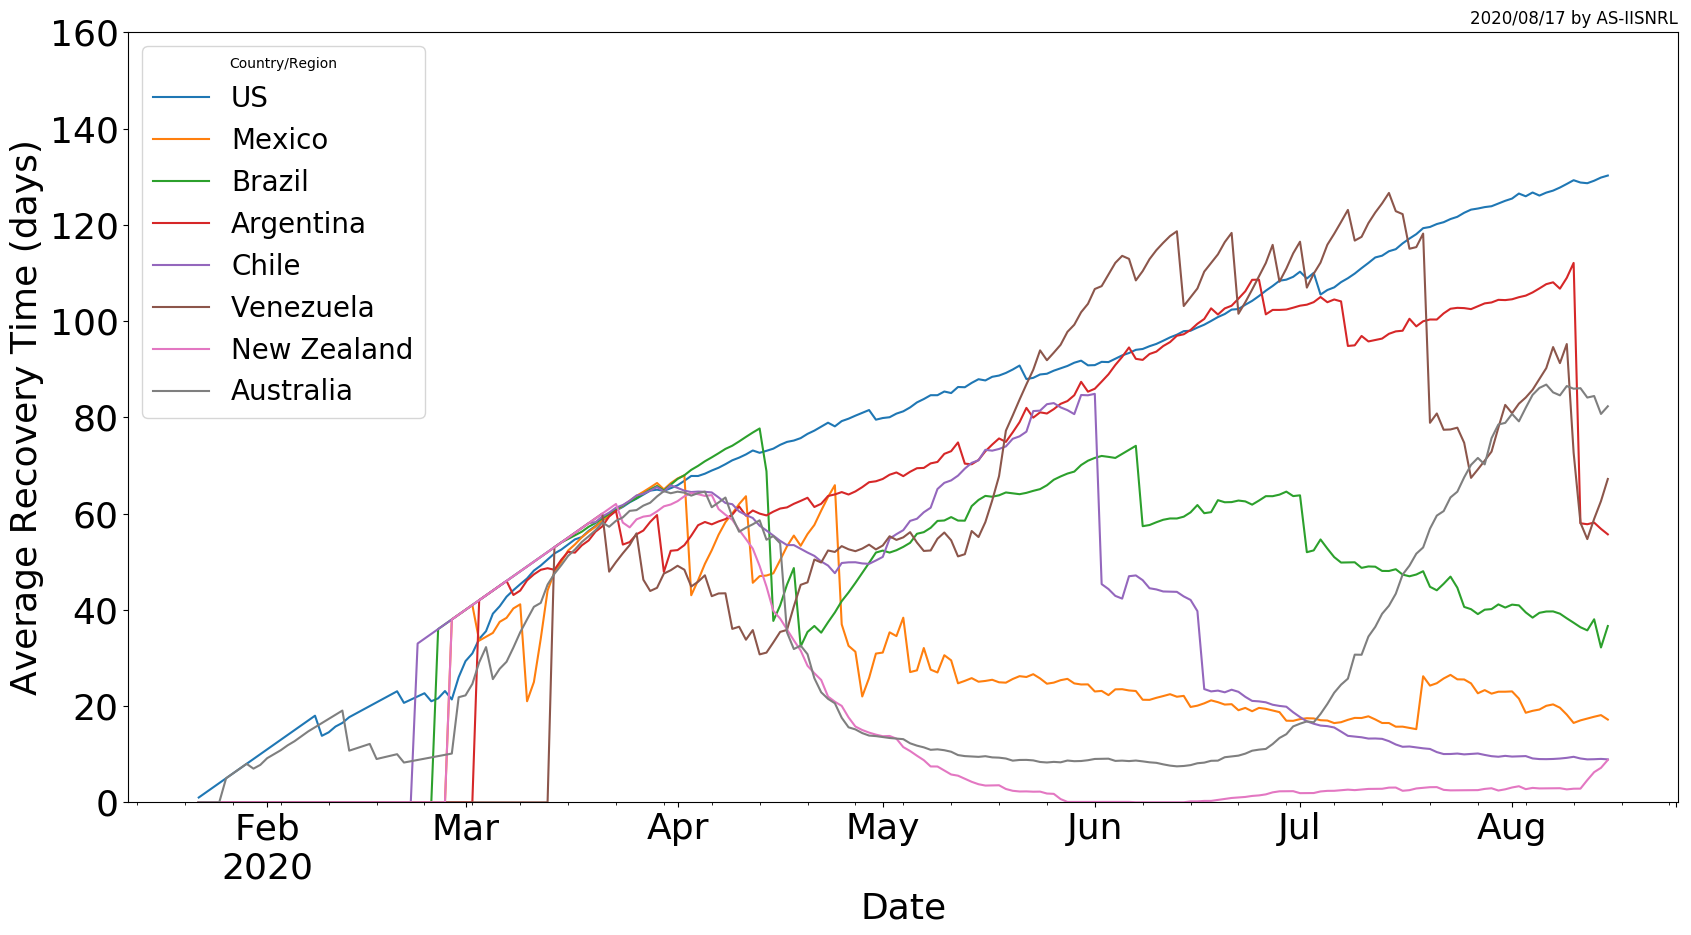 2020/08/17 by AS-IISNRL
160
140
120
100
80
60
40
20
0
Average Recovery Time (days)
Country/Region
US
Mexico
Brazil
Argentina
Chile
Venezuela
New Zealand
Australia
Feb Mar Apr May Jun Jul Aug
2020
Date